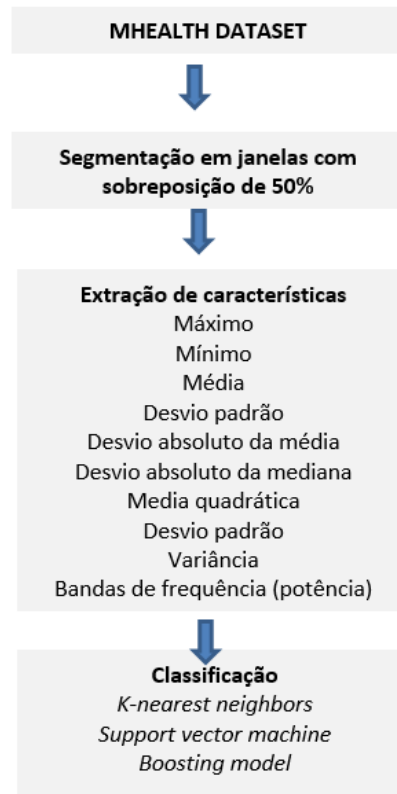 MHEALTH DATASET
Segmentação em janelas com
sobreposição de 50%
Extração de características
Máximo
Mínimo
Média
Desvio padrão
Desvio absoluto da média
Desvio absoluto da mediana
Media quadrática
Desvio padrão
Variância
Bandas de frequência (potência)
Classificação
K-nearest neighbors
Support vector machine
Boosting model